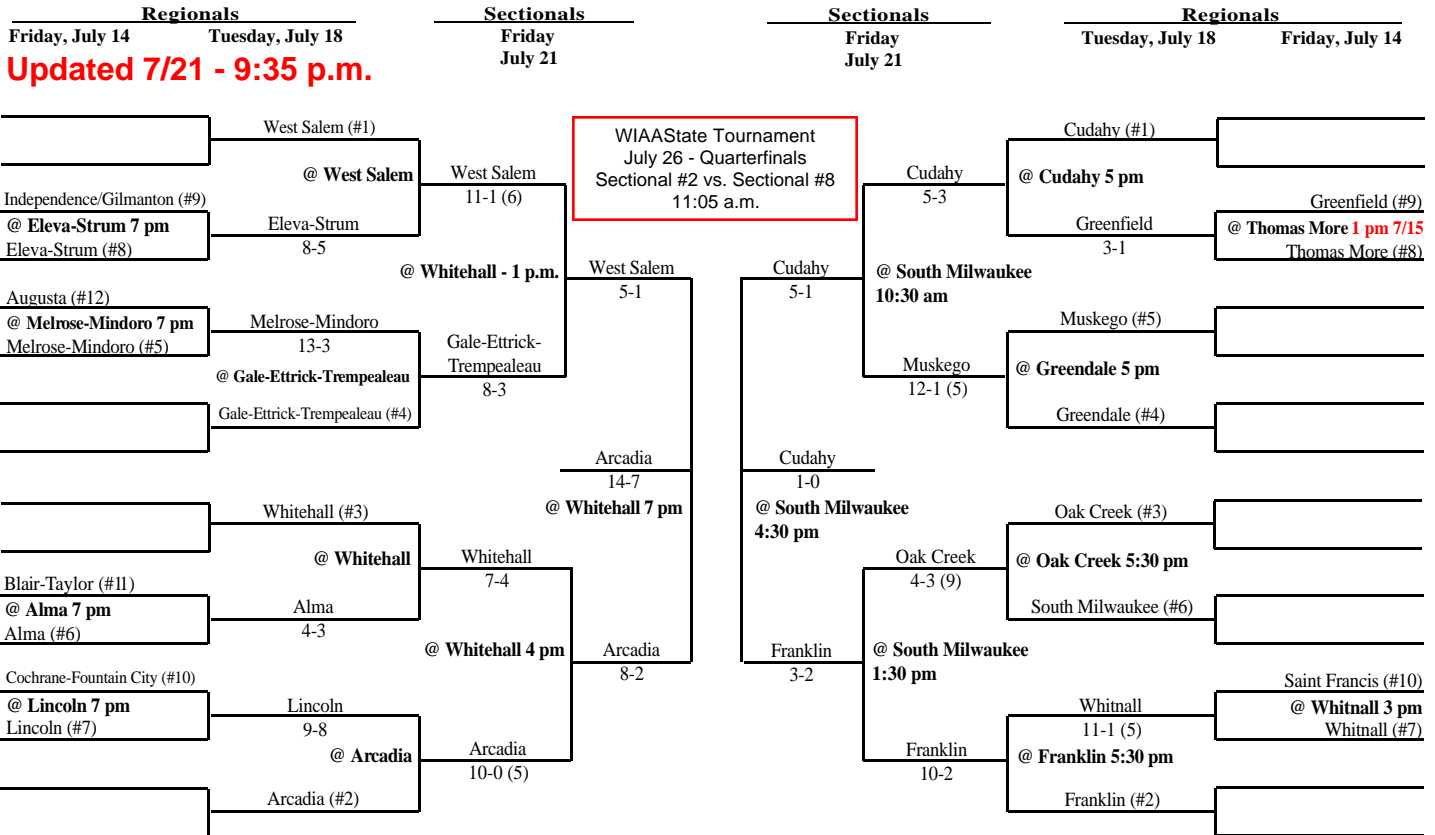 Regionals
Friday, July 14
Tuesday, July 18
Sectionals
Friday
July 21
Sectionals
Friday
July 21
Regionals
Tuesday, July 18
Friday, July 14
Updated 7/21 - 9:35 p.m.
West Salem (#1)
@ West Salem
Independence/Gilmanton (#9)
@ Eleva-Strum 7 pm
Eleva-Strum (#8)
Eleva-Strum
8-5
West Salem
11-1 (6)
@ Whitehall - 1 p.m.
Augusta (#12)
@ Melrose-Mindoro 7 pm
Melrose-Mindoro (#5)
Melrose-Mindoro
13-3
@ Gale-Ettrick-Trempealeau
Gale-Ettrick-Trempealeau (#4)
Gale-Ettrick-
Trempealeau
8-3
West Salem
5-1
Arcadia
14-7
@ Whitehall 7 pm
Whitehall (#3)
@ Whitehall
Blair-Taylor (#11)
@ Alma 7 pm
Alma (#6)
Alma
4-3
Whitehall
7-4
@ Whitehall 4 pm
Arcadia
8-2
Cochrane-Fountain City (#10)
@ Lincoln 7 pm
Lincoln (#7)
Lincoln
9-8
@ Arcadia
Arcadia (#2)
Arcadia
10-0 (5)
WIAAState Tournament
July 26 - Quarterfinals
Sectional #2 vs. Sectional #8
11:05 a.m.
Cudahy (#1)
@ Cudahy 5 pm
Greenfield (#9)
@ Thomas More 1 pm 7/15
Thomas More (#8)
Greenfield
3-1
Cudahy
5-3
Cudahy
5-1
@ South Milwaukee
10:30 am
Muskego (#5)
@ Greendale 5 pm
Greendale (#4)
Muskego
12-1 (5)
Cudahy
1-0
@ South Milwaukee
4:30 pm
Oak Creek (#3)
@ Oak Creek 5:30 pm
South Milwaukee (#6)
Oak Creek
4-3 (9)
Franklin
3-2
@ South Milwaukee
1:30 pm
Saint Francis (#10)
@ Whitnall 3 pm
Whitnall (#7)
Whitnall
11-1 (5)
@ Franklin 5:30 pm
Franklin (#2)
Franklin
10-2